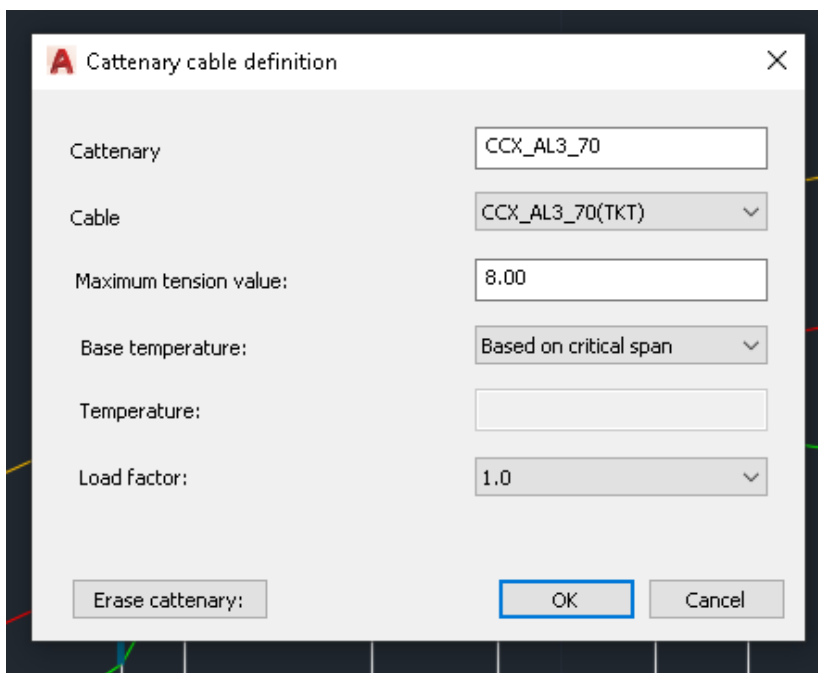 Cattenary cable definition
Cattenary
CCX_AL3_70
Cable
CCX_AL3_70(TKT)
Maximum tension value:
8.00
Base temperature:
Based on critical span
Temperature:
Load factor:
1.0
Erase cattenary:
OK
Cancel